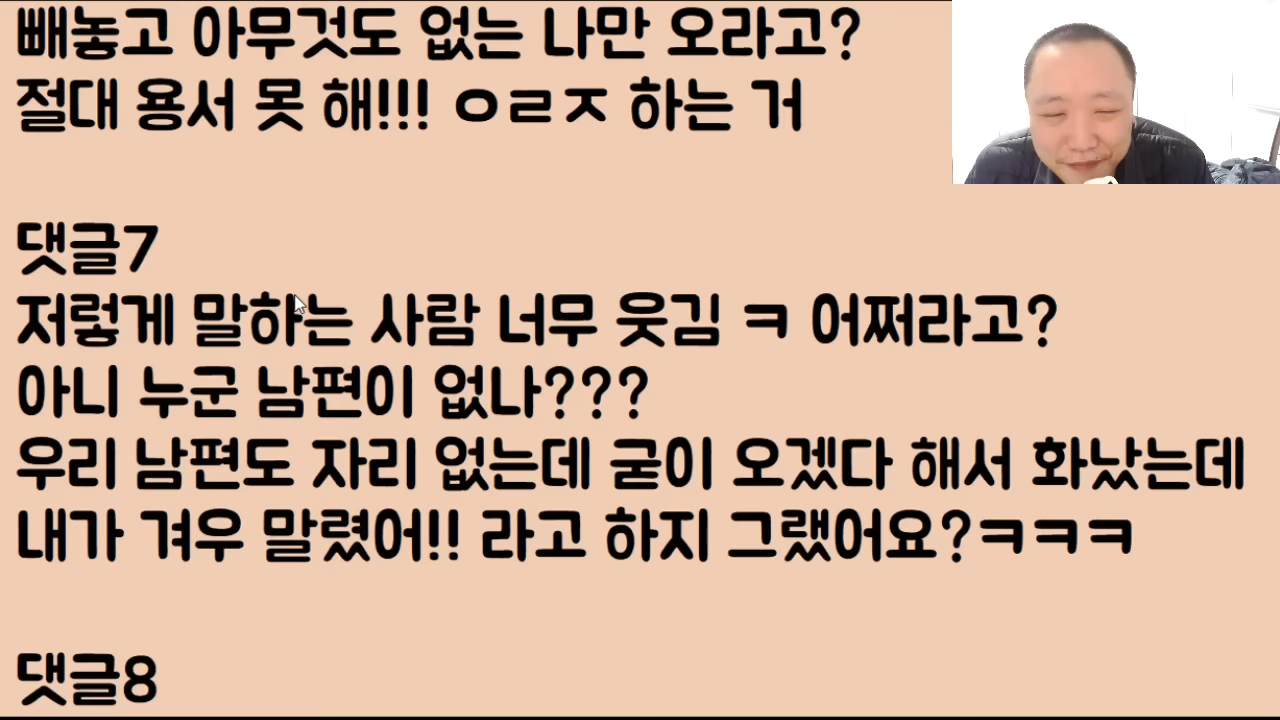 빼놓고 아무것도 없는 나만 오라고?
절대 용서 못 해!!! ㅇㄹㅈ 하는 거
댓글7
저렇게 말하는 사람 너무 웃김 ㅋ 어쩌라고?
아니 누군 남편이 없나???
우리 남편도 자리 없는데 굳이 오겠다 해서 화났는데
내가 겨우 말렸어!! 라고 하지 그랬어요?ㅋㅋㅋ
댓글8